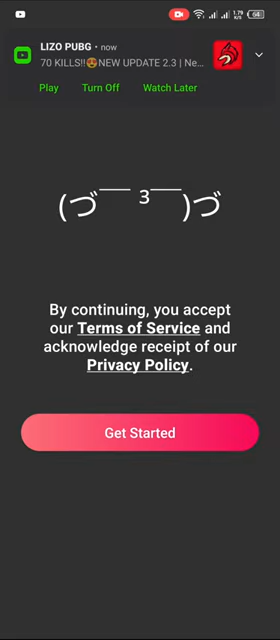 LIZO PUBG • now
70 KILLS!!😍NEW UPDATE 2.3 | Ne...
Play Turn Off Watch Later
(づ￣ ³￣)づ
By continuing, you accept
our Terms of Service and
acknowledge receipt of our
Privacy Policy.
Get Started